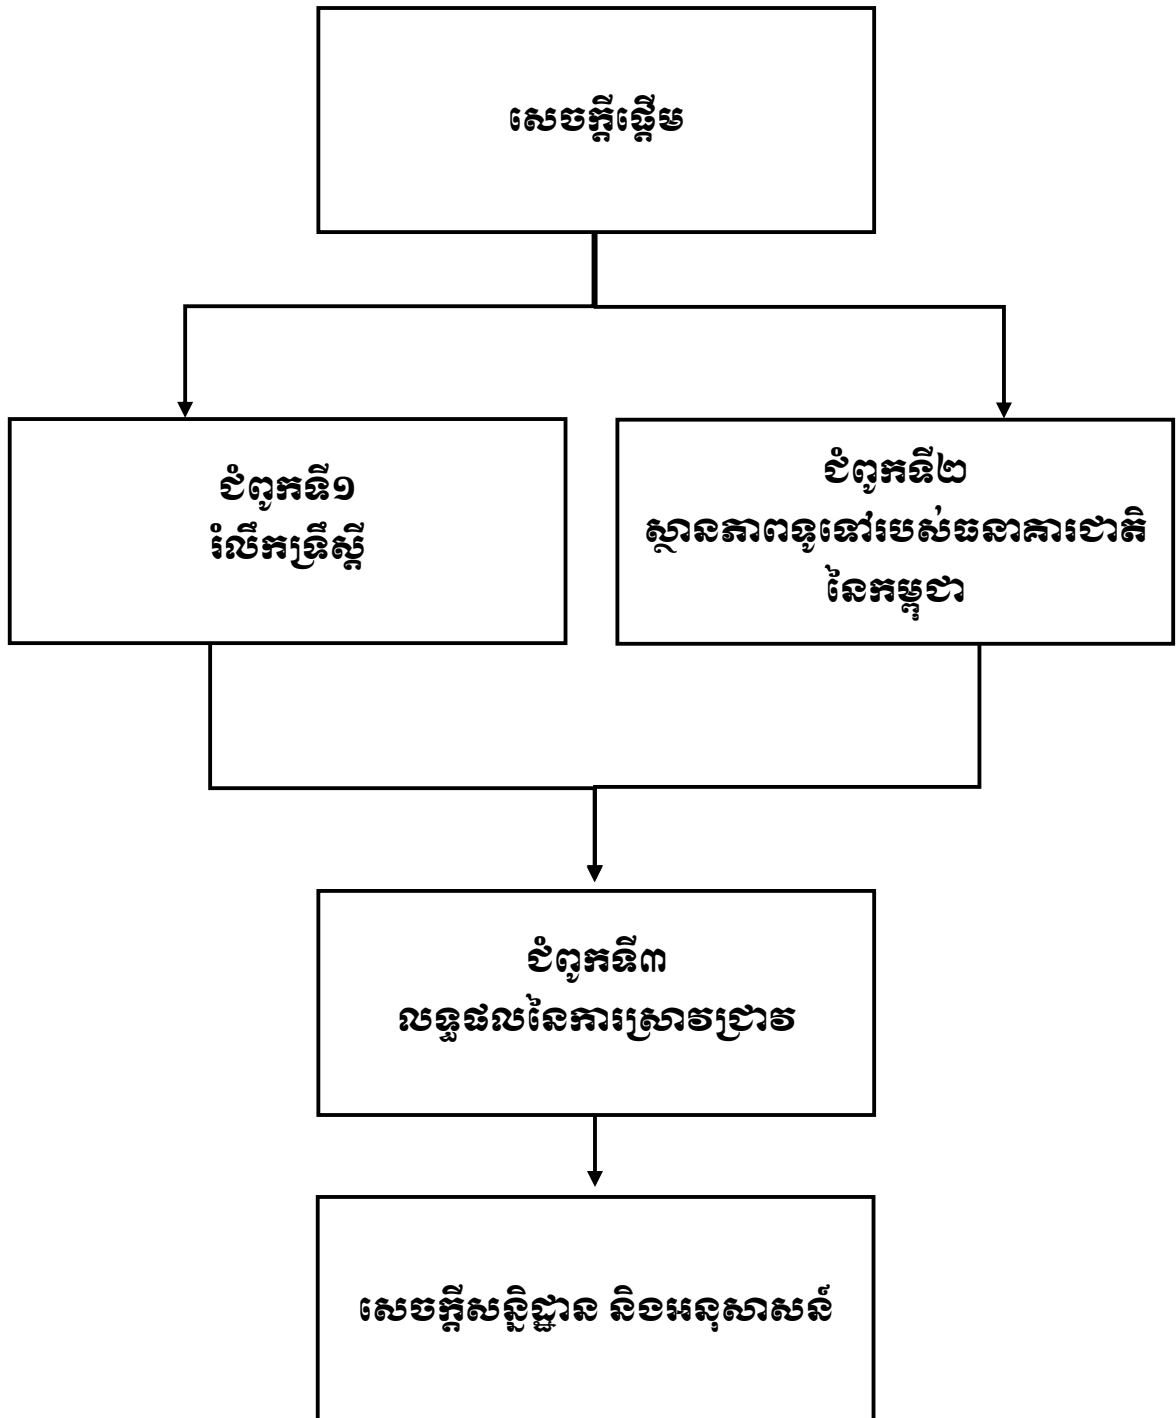 សេចក្តីផ្តើម
ជំពូកទី១
រំលឹកទ្រឹស្តី
ជំពូកទី២
ស្ថានភាពទូទៅរបស់ធនាគារជាតិ
នៃកម្ពុជា
ជំពូកទី៣
លទ្ធផលនៃការស្រាវជ្រាវ
សេចក្តីសន្និដ្ឋាន និងអនុសាសន៍